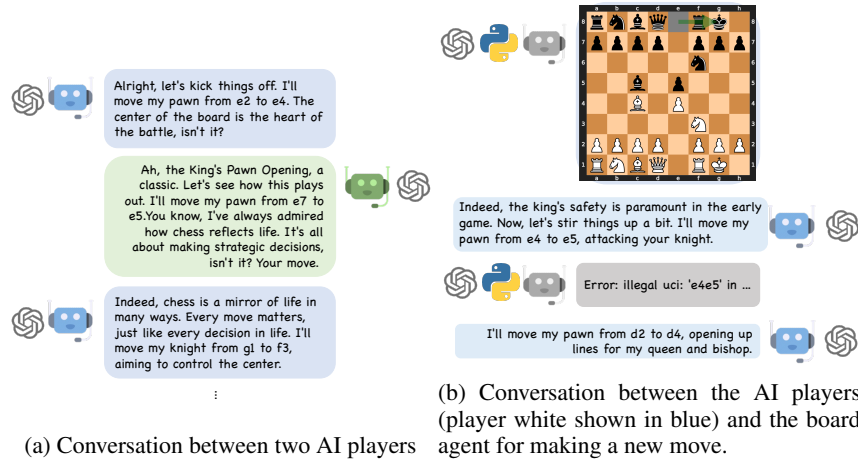 Alright, let's kick things off. I'll
move my pawn from e2 to e4. The
center of the board is the heart of
the battle, isn't it?
Ah, the King's Pawn Opening, a
classic. Let's see how this plays
out. I'll move my pawn from e7 to
e5.You know, I've always admired
how chess reflects life. It's all
about making strategic decisions,
isn't it? Your move.
Indeed, chess is a mirror of life in
many ways. Every move matters,
just like every decision in life. I'll
move my knight from g1 to f3,
aiming to control the center.
...
(a) Conversation between two AI players
a b c d e f g h
8 8
7 7
6 6
5 5
4 4
3 3
2 2
1 1
a b c d e f g h
Indeed, the king's safety is paramount in the early
game. Now, let's stir things up a bit. I'll move my
pawn from e4 to e5, attacking your knight.
Error: illegal uci: 'e4e5' in ...
I'll move my pawn from d2 to d4, opening up
lines for my queen and bishop.
(b) Conversation between the AI players
(player white shown in blue) and the board
agent for making a new move.